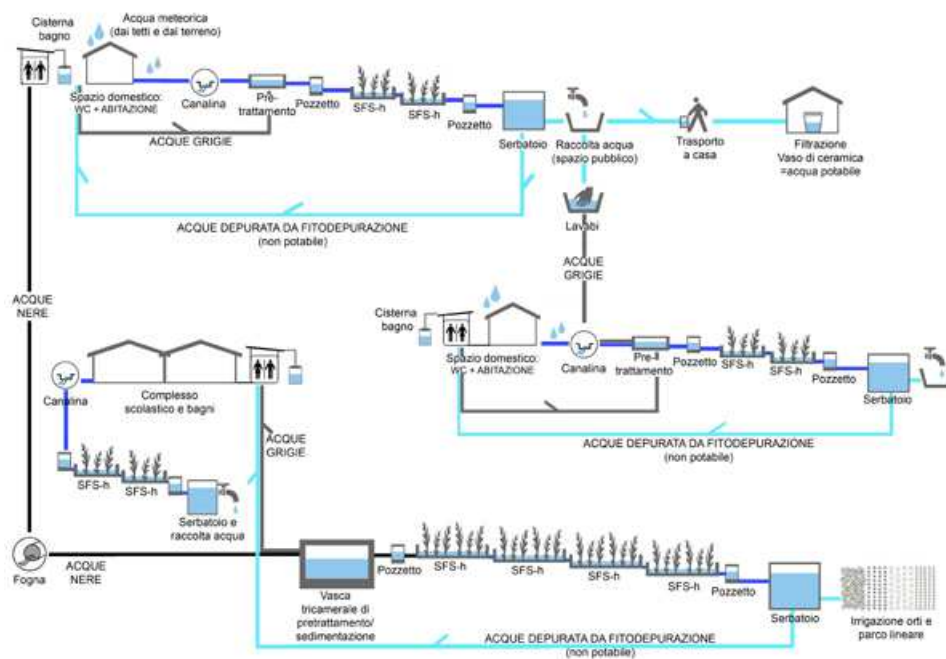 Acqua meteorica
(dai tetti e dal terreno)
Cisterna
bagno
Spazio domestico:
WC + ABITAZIONE
Canalina
Pre-
trattamento
Pozzetto
SFS-h
SFS-h
Pozzetto
Serbatoio
Raccolta acqua
(spazio pubblico)
Trasporto
a casa
Filtrazione
Vaso di ceramica
=acqua potabile
ACQUE GRIGIE
ACQUE DEPURATA DA FITODEPURAZIONE
(non potabile)
Lavabi
ACQUE
GRIGIE
ACQUE
NERE
Cisterna
bagno
Spazio domestico:
WC + ABITAZIONE
Canalina
Pre-
trattamento
Pozzetto
SFS-h
SFS-h
Pozzetto
Serbatoio
ACQUE DEPURATA DA FITODEPURAZIONE
(non potabile)
Canalina
Complesso
scolastico e bagni
ACQUE
GRIGIE
SFS-h
SFS-h
Serbatoio e
raccolta acqua
Fogna
ACQUE
NERE
Vasca
tricamerale di
pretrattamento/
sedimentazione
Pozzetto
SFS-h
SFS-h
SFS-h
SFS-h
Pozzetto
Serbatoio
Irrigazione orti e
parco lineare
ACQUE DEPURATA DA FITODEPURAZIONE
(non potabile)